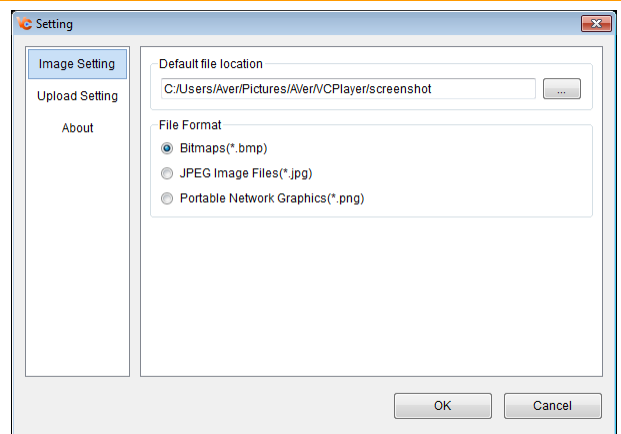 Setting
Image Setting
Upload Setting
About
Default file location
C:/Users/Aver/Pictures/AVer/VCPlayer/screenshot
...
File Format
Bitmaps(*.bmp)
JPEG Image Files(*.jpg)
Portable Network Graphics(*.png)
OK
Cancel